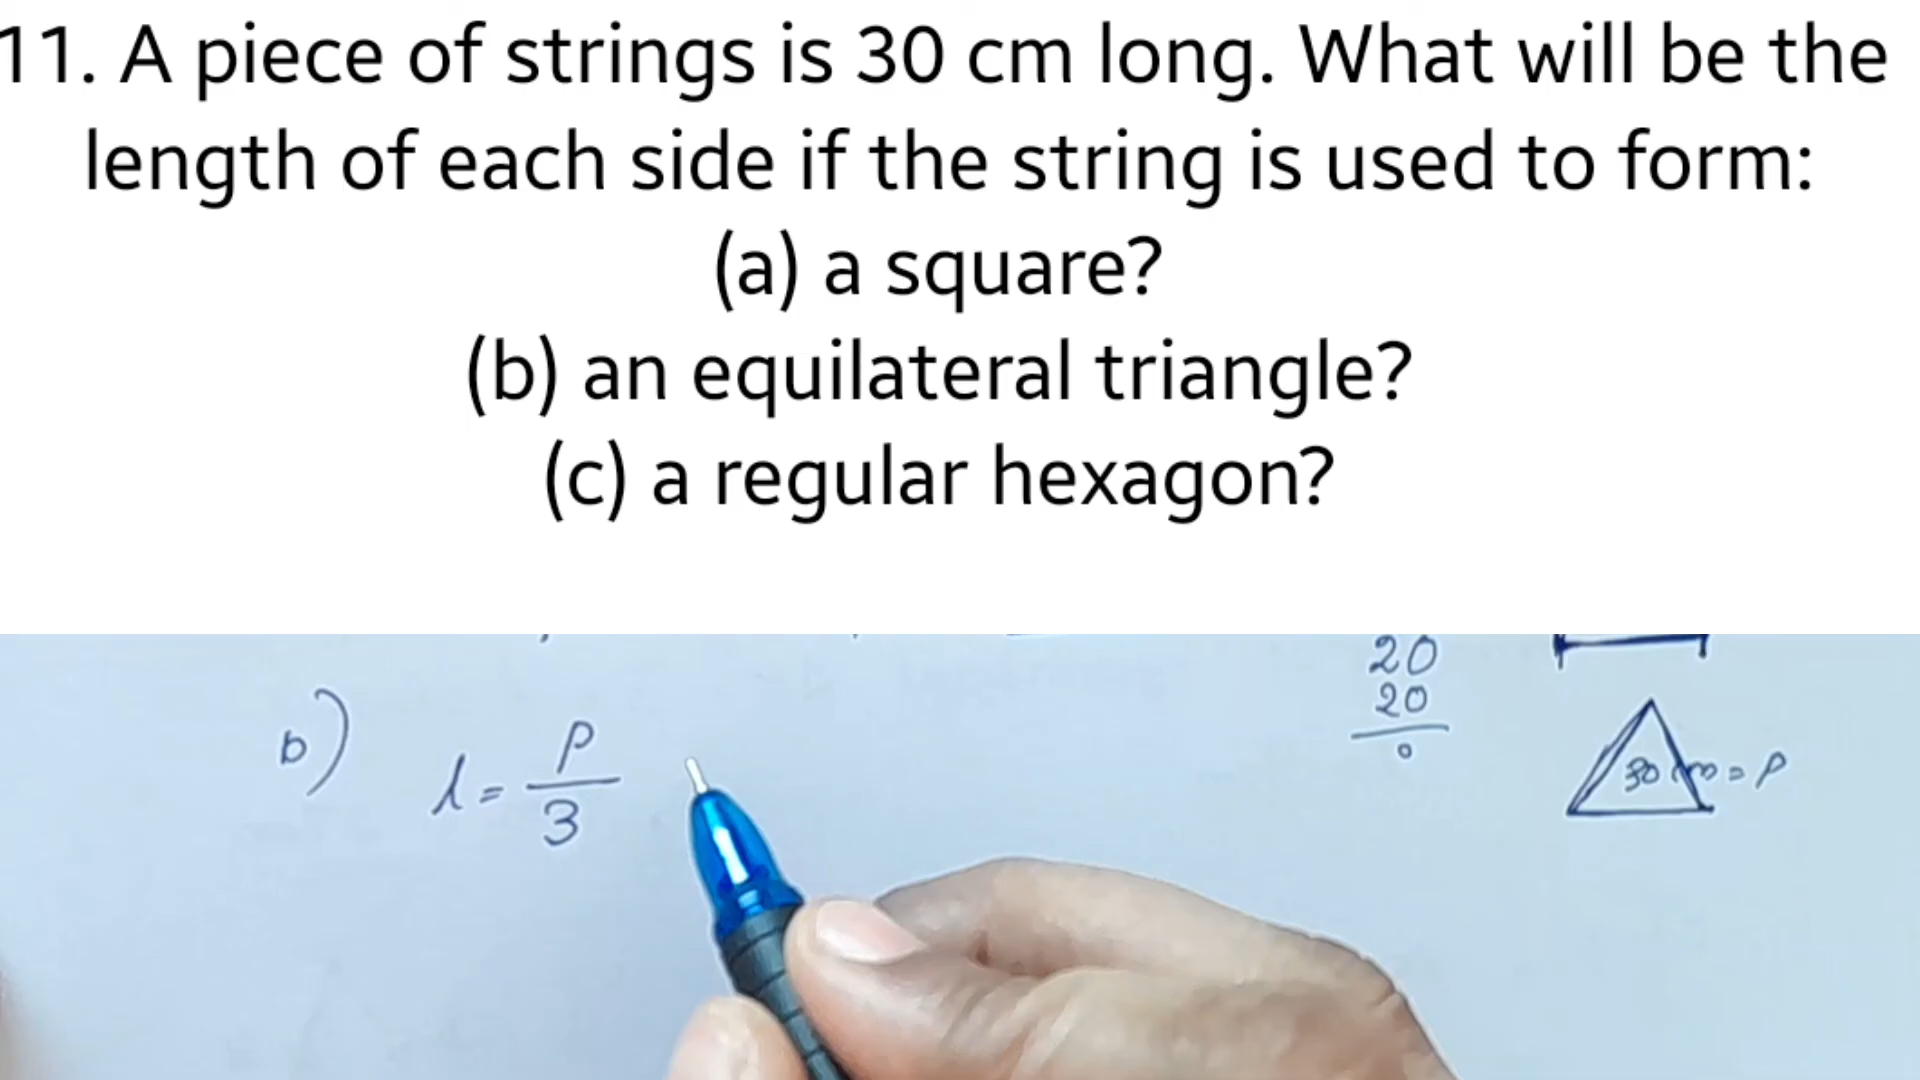 11. A piece of strings is 30 cm long. What will be the
length of each side if the string is used to form:
(a) a square?
(b) an equilateral triangle?
(c) a regular hexagon?
20
20
0
b) l = P/3
30 cm = P